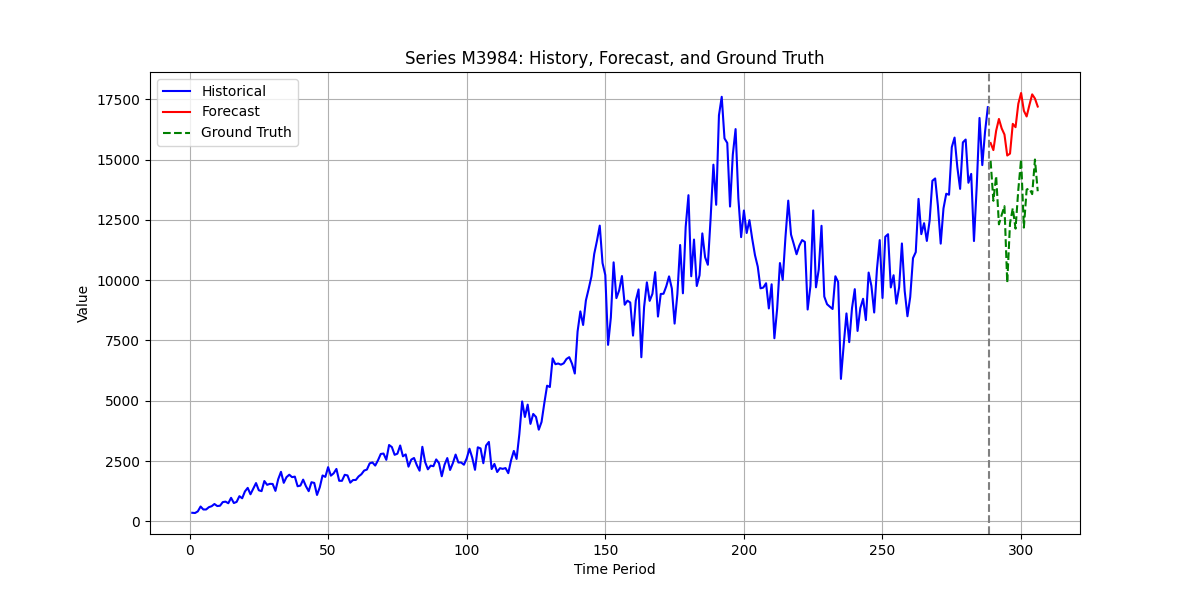 Series M3984: History, Forecast, and Ground Truth
Historical
Forecast
Ground Truth
17500
15000
12500
10000
7500
5000
2500
0
Value
0 50 100 150 200 250 300
Time Period